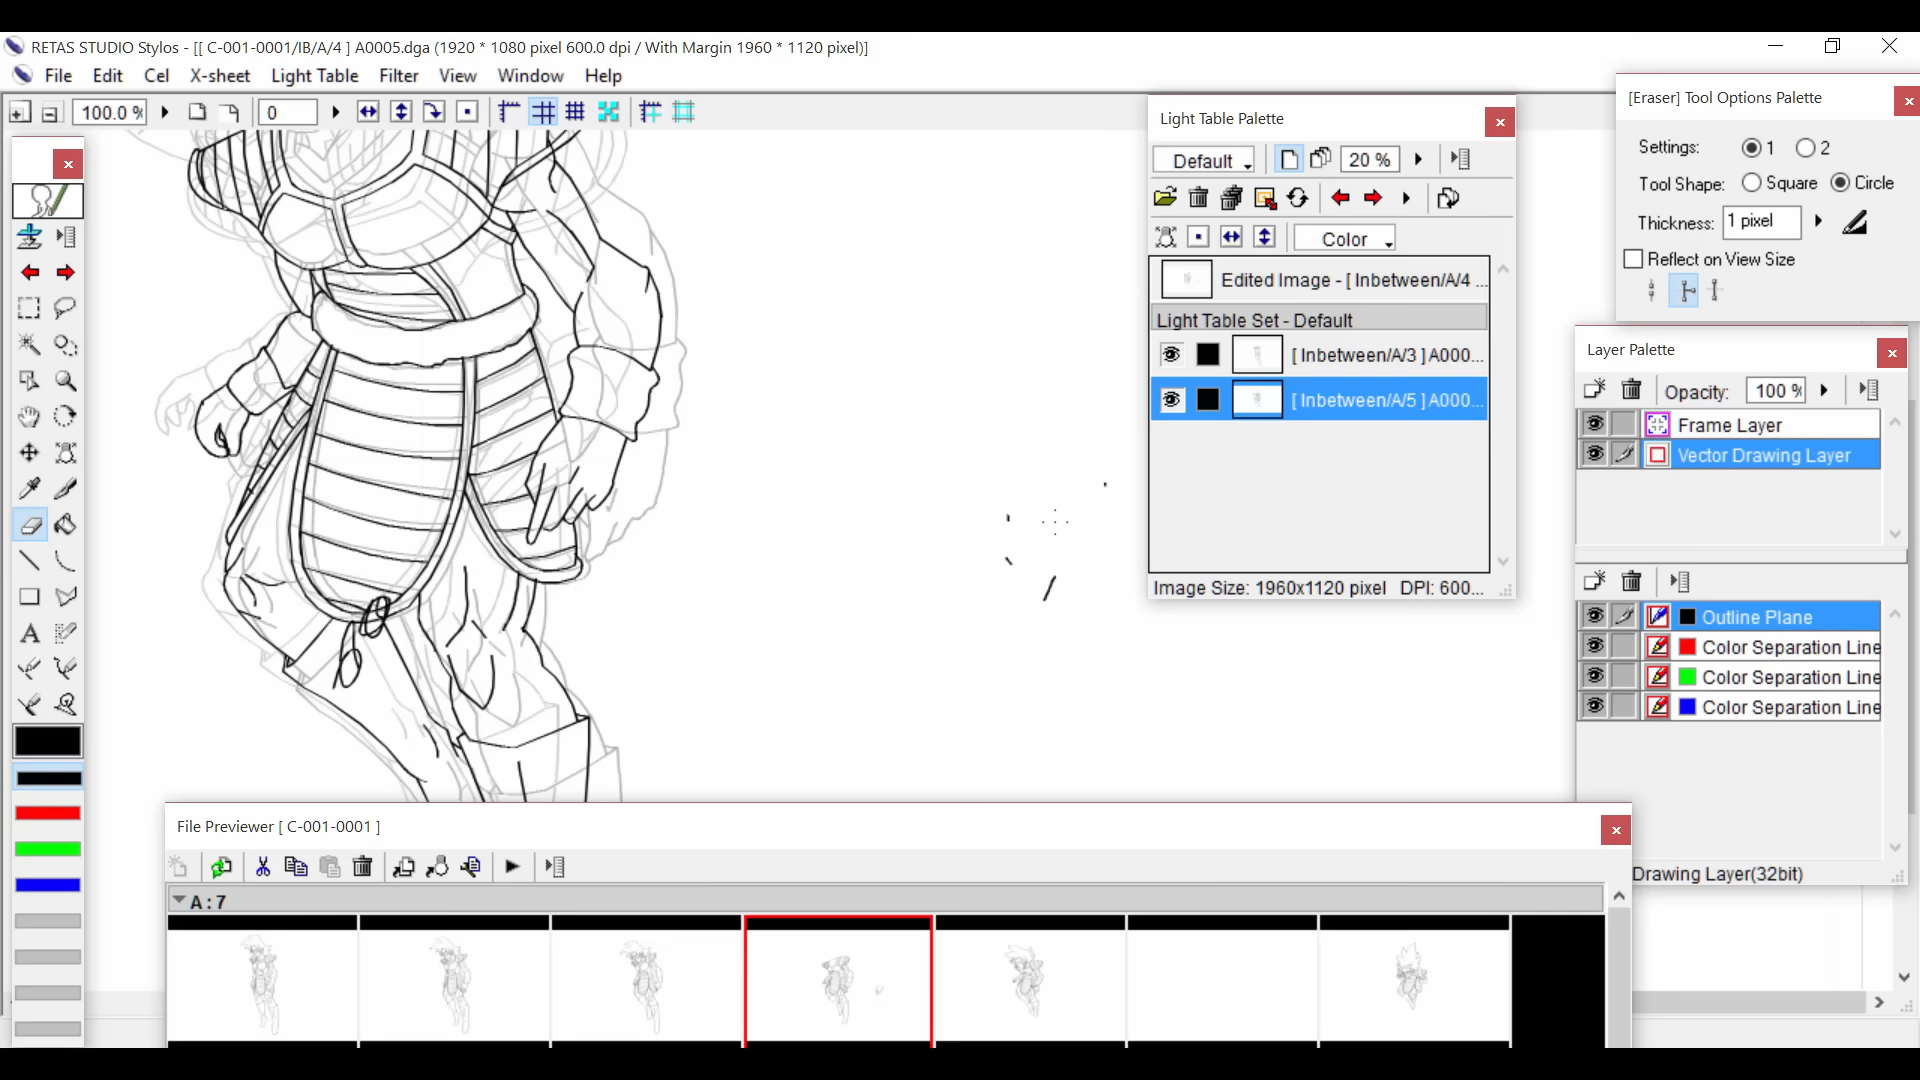 RETAS STUDIO Stylos - [[ C-001-0001/IB/A/4 ] A0005.dga (1920 * 1080 pixel 600.0 dpi / With Margin 1960 * 1120 pixel)]
File Edit Cel X-sheet Light Table Filter View Window Help
100.0 % 0
Light Table Palette
Default 20 %
Color
Edited Image - [ Inbetween/A/4 ...
Light Table Set - Default
[ Inbetween/A/3 ] A000...
[ Inbetween/A/5 ] A000...
Image Size: 1960x1120 pixel DPI: 600...
[Eraser] Tool Options Palette
Settings: 1 2
Tool Shape: Square Circle
Thickness: 1 pixel
Reflect on View Size
Layer Palette
Opacity: 100 %
Frame Layer
Vector Drawing Layer
Outline Plane
Color Separation Line
Color Separation Line
Color Separation Line
Drawing Layer(32bit)
A
File Previewer [ C-001-0001 ]
A : 7